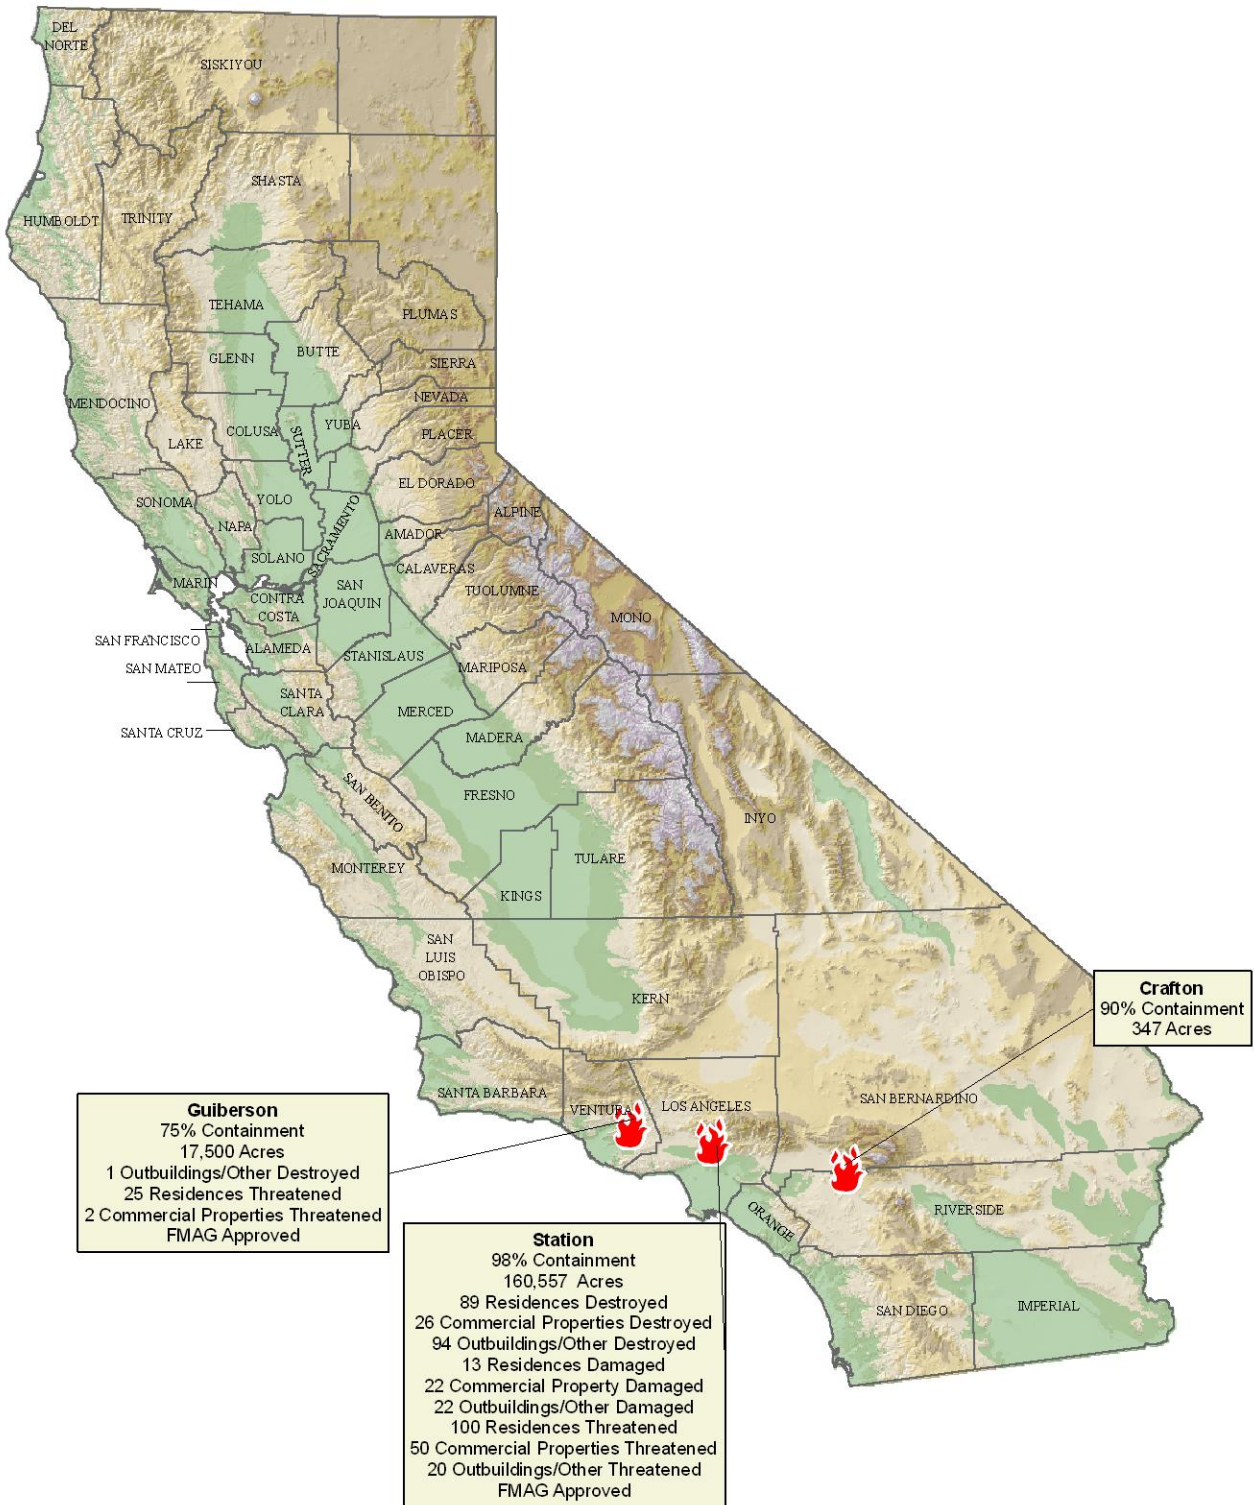 DEL
NORTE
SISKIYOU
SHASTA
HUMBOLDT
TRINITY
TEHAMA
PLUMAS
GLENN
BUTTE
SIERRA
NEVADA
MENDOCINO
COLUSA
SUTTER
YUBA
PLACER
LAKE
EL DORADO
SONOMA
YOLO
NAPA
SACRAMENTO
ALPINE
AMADOR
SOLANO
CALAVERAS
MARIN
SAN
JOAQUIN
TUOLUMNE
CONTRA
COSTA
MONO
SAN FRANCISCO
ALAMEDA
STANISLAUS
SAN MATEO
MARIPOSA
SANTA
CLARA
MERCED
SANTA CRUZ
MADERA
SAN BENITO
FRESNO
INYO
MONTEREY
TULARE
KINGS
SAN
LUIS
OBISPO
KERN
Crafton
90% Containment
347 Acres
SANTA BARBARA
VENTURA
LOS ANGELES
SAN BERNARDINO
Guiberson
75% Containment
17,500 Acres
1 Outbuildings/Other Destroyed
25 Residences Threatened
2 Commercial Properties Threatened
FMAG Approved
ORANGE
RIVERSIDE
Station
98% Containment
160,557 Acres
89 Residences Destroyed
26 Commercial Properties Destroyed
94 Outbuildings/Other Destroyed
13 Residences Damaged
22 Commercial Property Damaged
22 Outbuildings/Other Damaged
100 Residences Threatened
50 Commercial Properties Threatened
20 Outbuildings/Other Threatened
FMAG Approved
SAN DIEGO
IMPERIAL